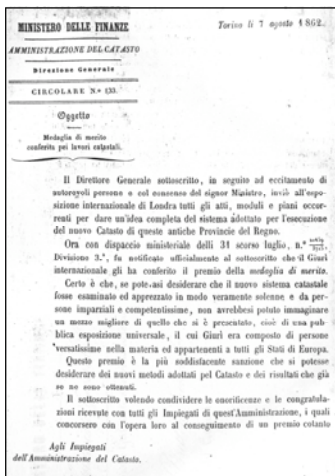 MINISTERO DELLE FINANZE
Torino li 7 agosto 1862.
AMMINISTRAZIONE DEL CATASTO
Direzione Generale
CIRCOLARE N.° 133.
Oggetto
Medaglia di merito
conferita pei lavori catastali.
Il Direttore Generale sottoscritto, in seguito ad eccitamento di
autorevoli persone e col consenso del signor Ministro, inviò all'espo-
sizione internazionale di Londra tutti gli atti, moduli e piani occor-
renti per dare un'idea completa del sistema adottato per l'esecuzione
del nuovo Catasto di queste antiche Provincie del Regno.
Ora con dispaccio ministeriale delli 31 scorso luglio, n.°
Divisione 3.ª, fu notificato ufficialmente al sottoscritto che il Giurì
internazionale gli ha conferito il premio della medaglia di merito.
Certo è che, se potevasi desiderare che il nuovo sistema catastale
fosse esaminato ed apprezzato in modo veramente solenne e da per-
sone imparziali e competentissime, non avrebbesi potuto immaginare
un mezzo migliore di quello che si è presentato, cioè di una pub-
blica esposizione universale, il cui Giurì era composto di persone
versatissime nella materia ed appartenenti a tutti gli Stati di Europa.
Questo premio è la più soddisfacente sanzione che si potesse
desiderare dei nuovi metodi adottati pel Catasto e dei risultati che già
se ne sono ottenuti.
Il sottoscritto volendo condividere le onorificenze e le congratula-
zioni ricevute con tutti gli Impiegati di quest'Amministrazione, i quali
concorsero con l'opera loro al conseguimento di un premio cotanto
Agli Impiegati
dell'Amministrazione del Catasto.